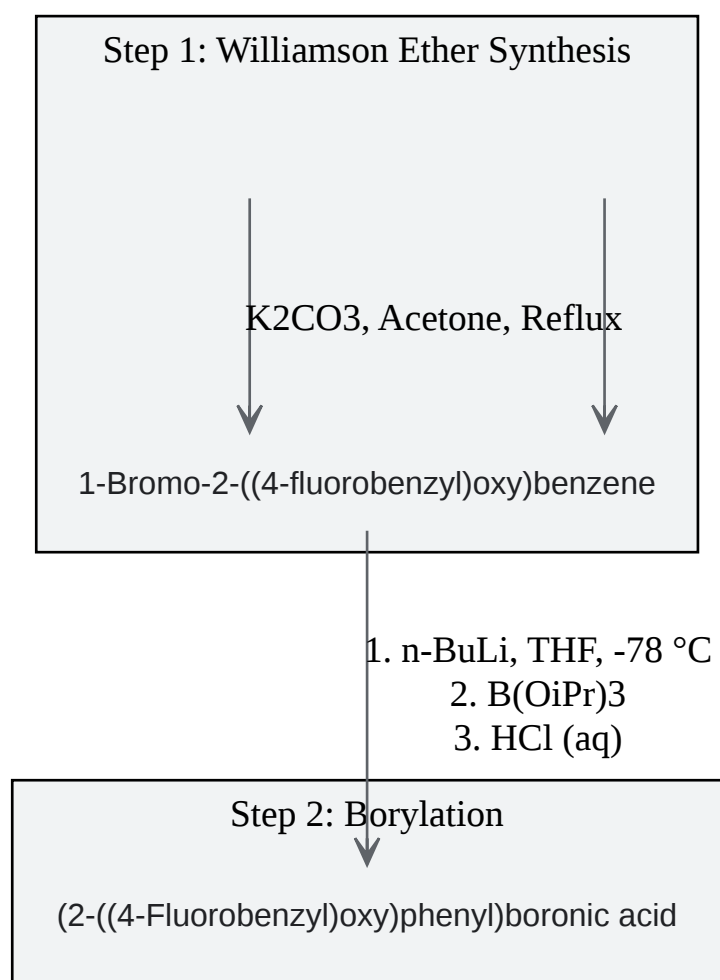 Step 1: Williamson Ether Synthesis
K2CO3, Acetone, Reflux
1-Bromo-2-((4-fluorobenzyl)oxy)benzene
1. n-BuLi, THF, -78 °C
2. B(OiPr)3
3. HCl (aq)
Step 2: Borylation
(2-((4-Fluorobenzyl)oxy)phenyl)boronic acid